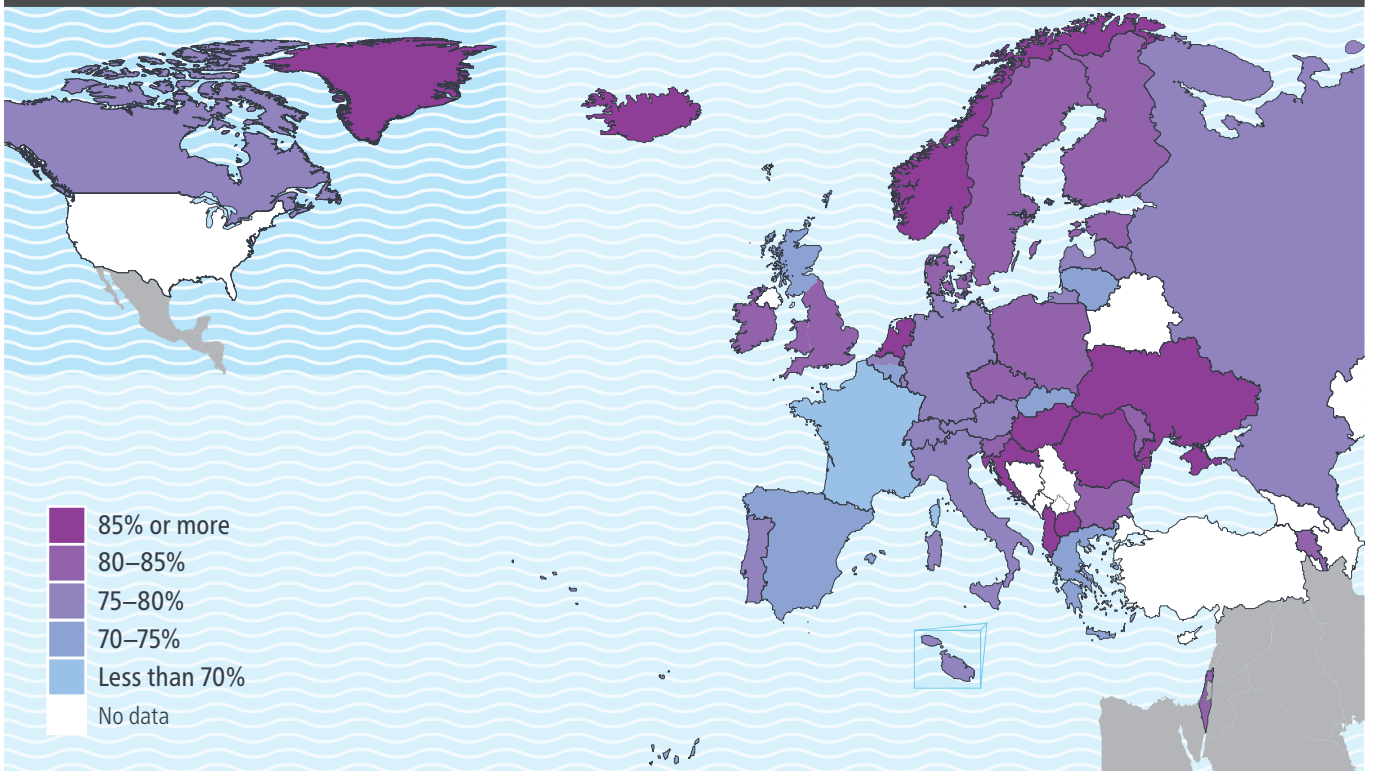 85% or more
80–85%
75–80%
70–75%
Less than 70%
No data